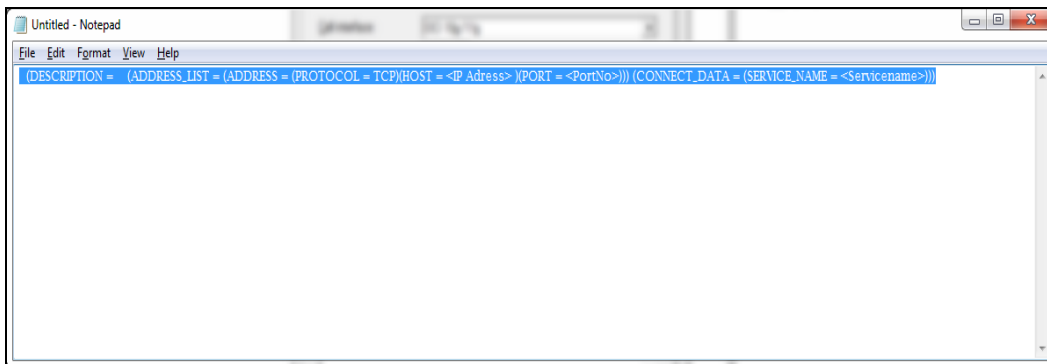 Untitled - Notepad
File Edit Format View Help
(DESCRIPTION = (ADDRESS_LIST = (ADDRESS = (PROTOCOL = TCP)(HOST = <IP Adress> )(PORT = <PortNo>))) (CONNECT_DATA = (SERVICE_NAME = <Servicename>)))